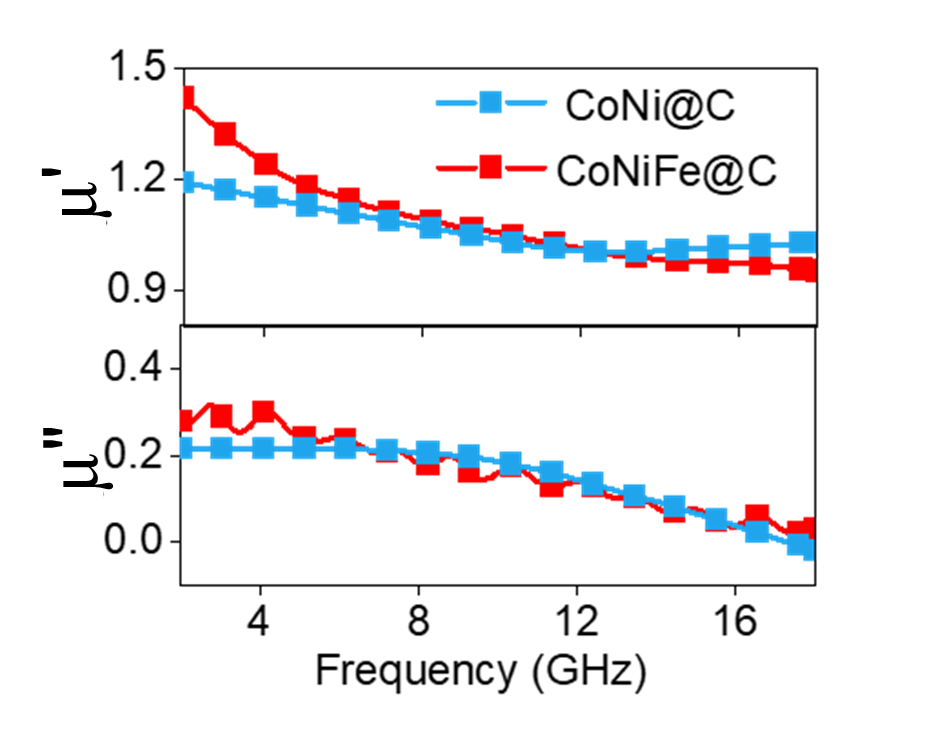 1.5
CoNi@C
CoNiFe@C
1.2
μ'
0.9
0.4
μ"
0.2
0.0
4 8 12 16
Frequency (GHz)